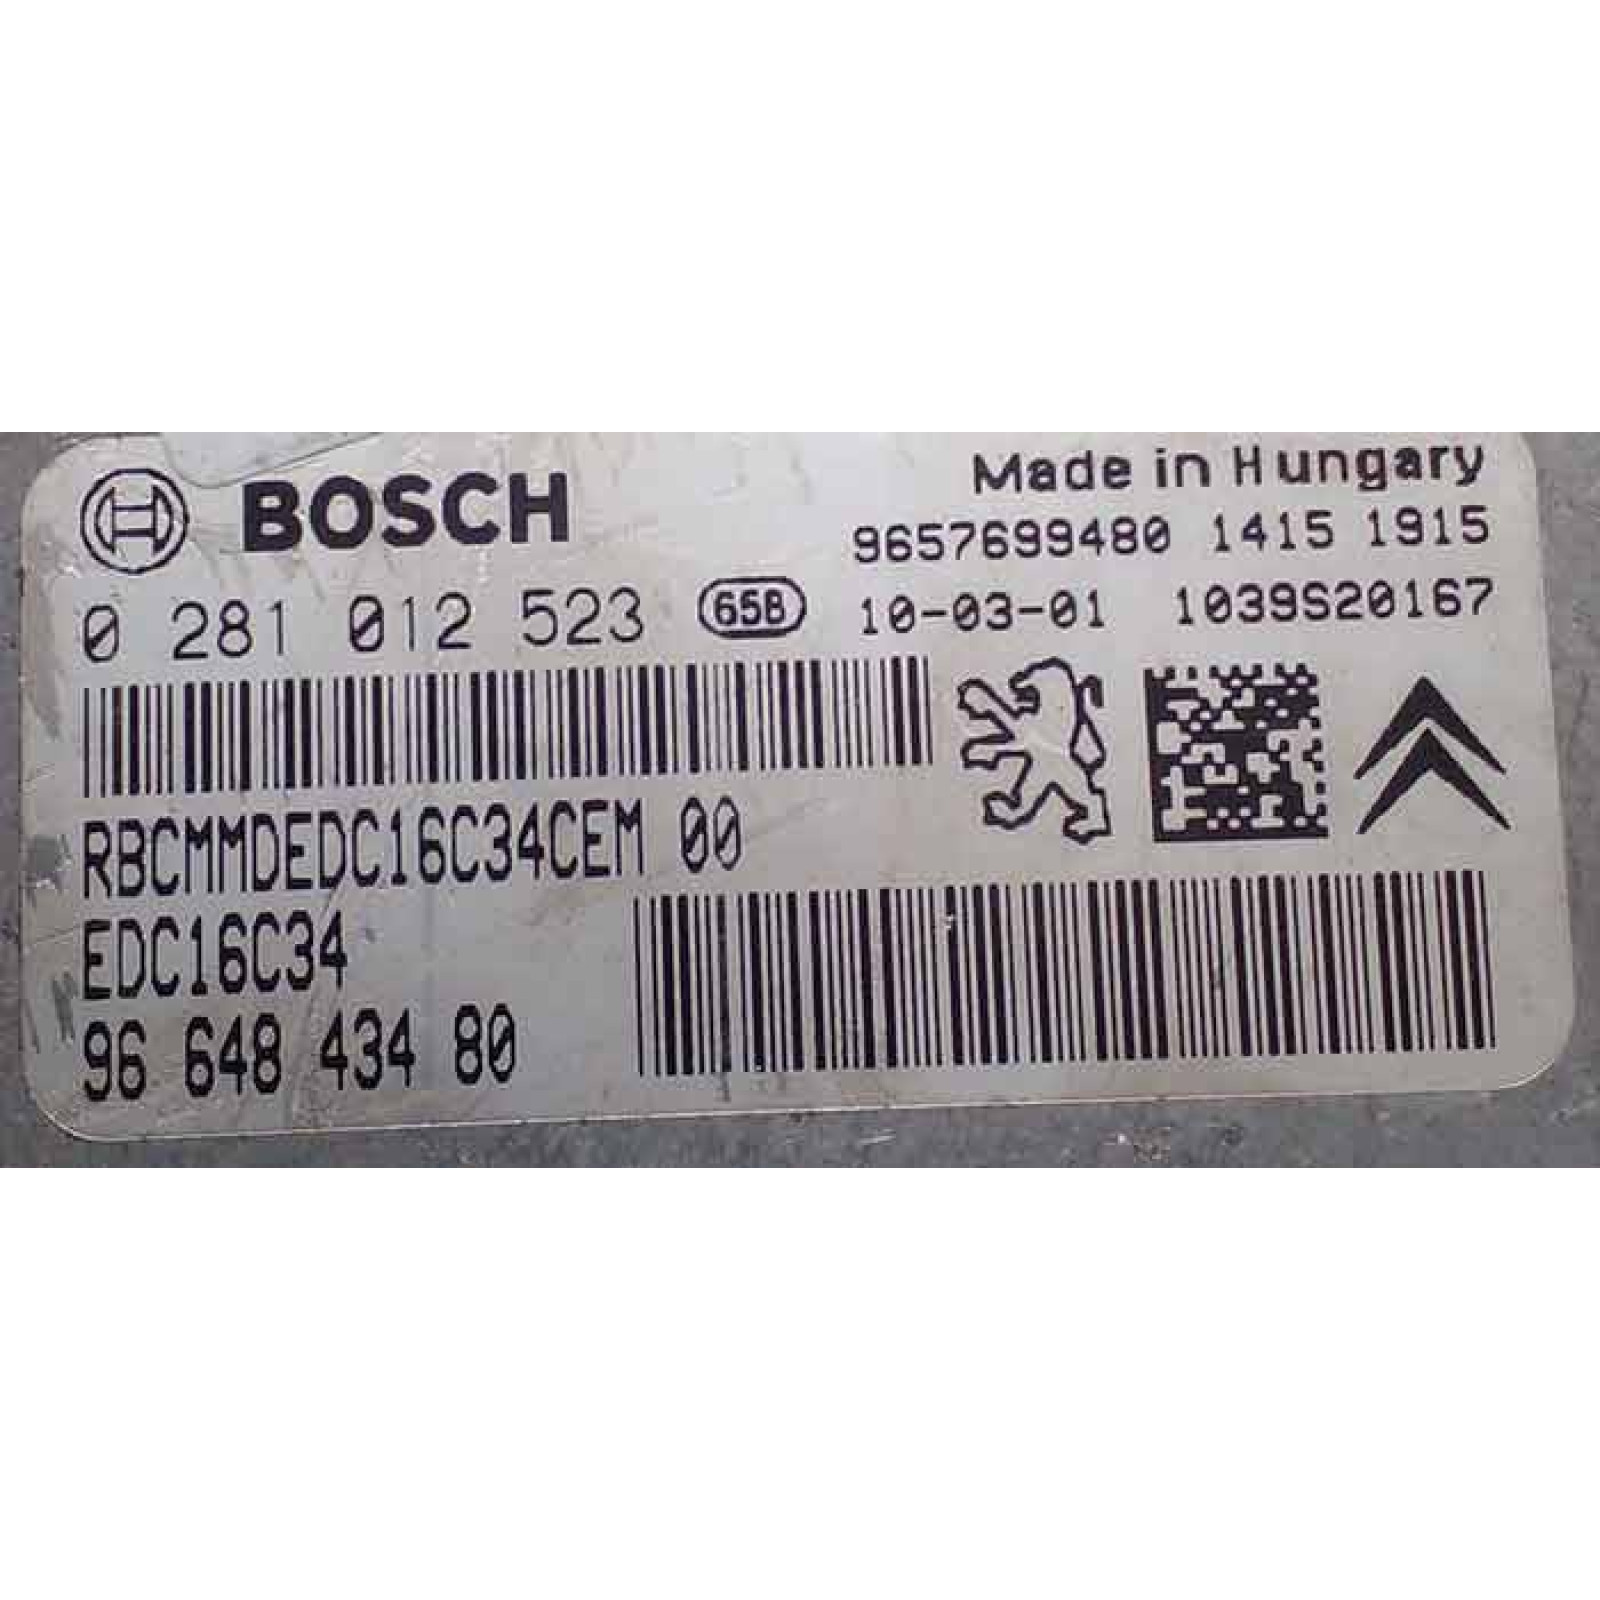 BOSCH
Made in Hungary
9657699480 1415 1915
0 281 012 523 65B 10-03-01 1039S20167
RBCMMDEDC16C34CEM 00
EDC16C34
96 648 434 80